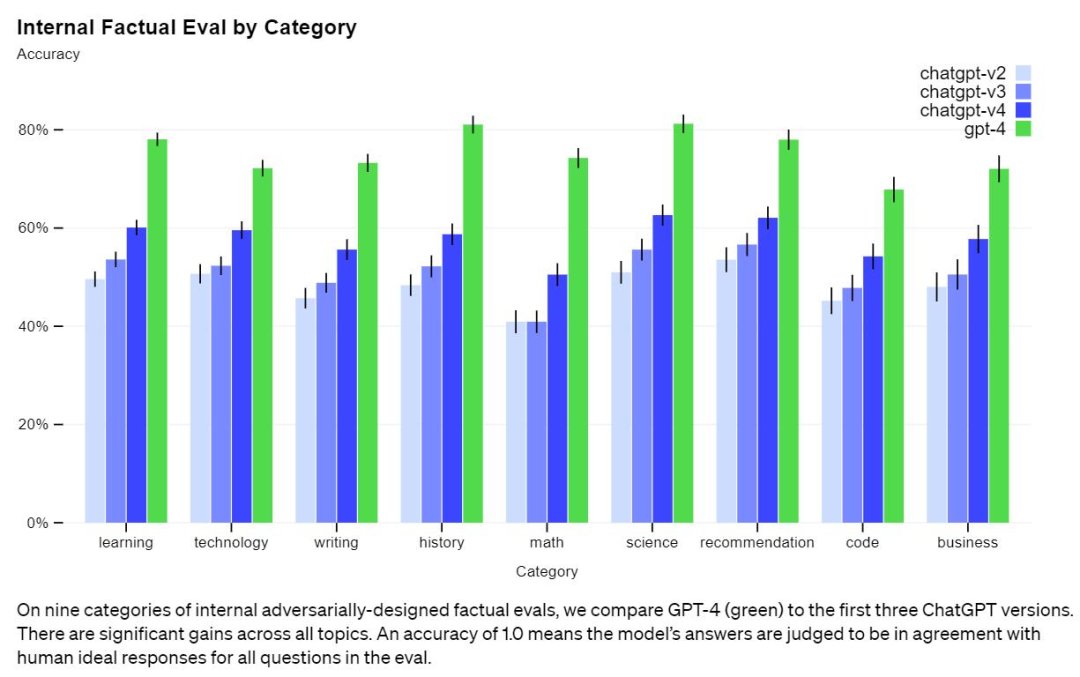 Internal Factual Eval by Category
Accuracy
chatgpt-v2
chatgpt-v3
chatgpt-v4
gpt-4
80%
60%
40%
20%
0%
learning technology writing history math science recommendation code business
Category
On nine categories of internal adversarially-designed factual evals, we compare GPT-4 (green) to the first three ChatGPT versions.
There are significant gains across all topics. An accuracy of 1.0 means the model’s answers are judged to be in agreement with
human ideal responses for all questions in the eval.